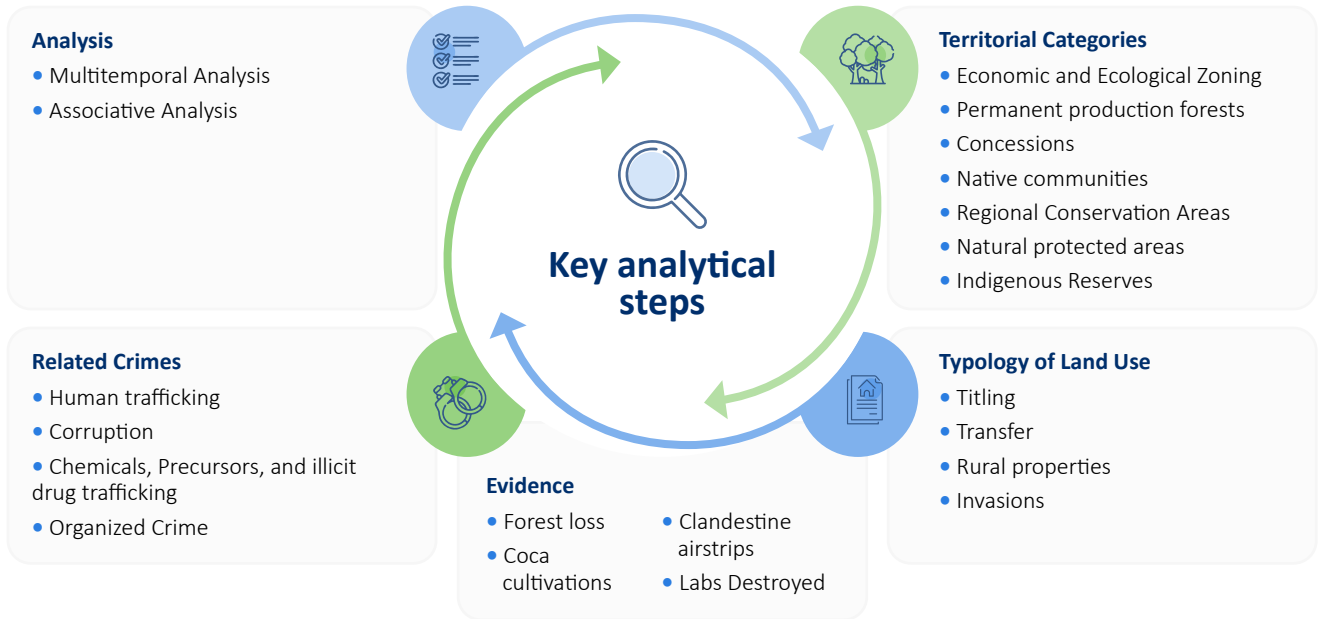 Analysis
• Multitemporal Analysis
• Associative Analysis
Key analytical
steps
Territorial Categories
• Economic and Ecological Zoning
• Permanent production forests
• Concessions
• Native communities
• Regional Conservation Areas
• Natural protected areas
• Indigenous Reserves
Related Crimes
• Human trafficking
• Corruption
• Chemicals, Precursors, and illicit
drug trafficking
• Organized Crime
Evidence
• Forest loss
• Coca
cultivations
• Clandestine
airstrips
• Labs Destroyed
Typology of Land Use
• Titling
• Transfer
• Rural properties
• Invasions